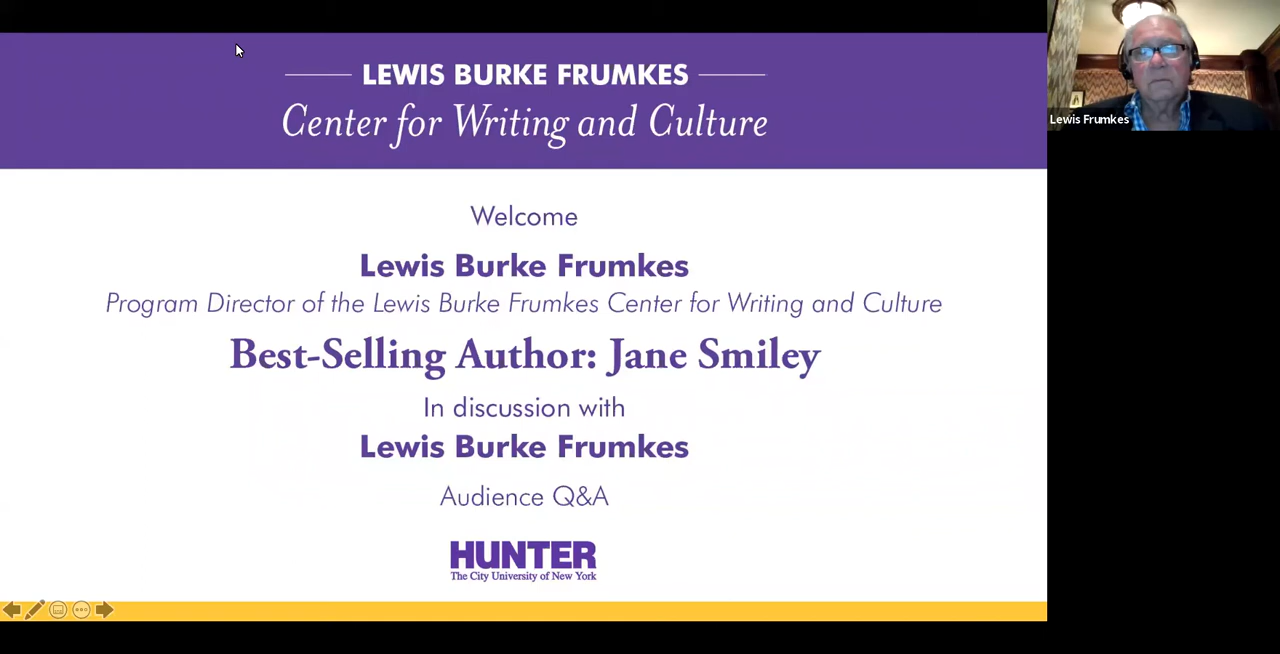 LEWIS BURKE FRUMKES
Center for Writing and Culture
Lewis Frumkes
Welcome
Lewis Burke Frumkes
Program Director of the Lewis Burke Frumkes Center for Writing and Culture
Best-Selling Author: Jane Smiley
In discussion with
Lewis Burke Frumkes
Audience Q&A
HUNTER
The City University of New York